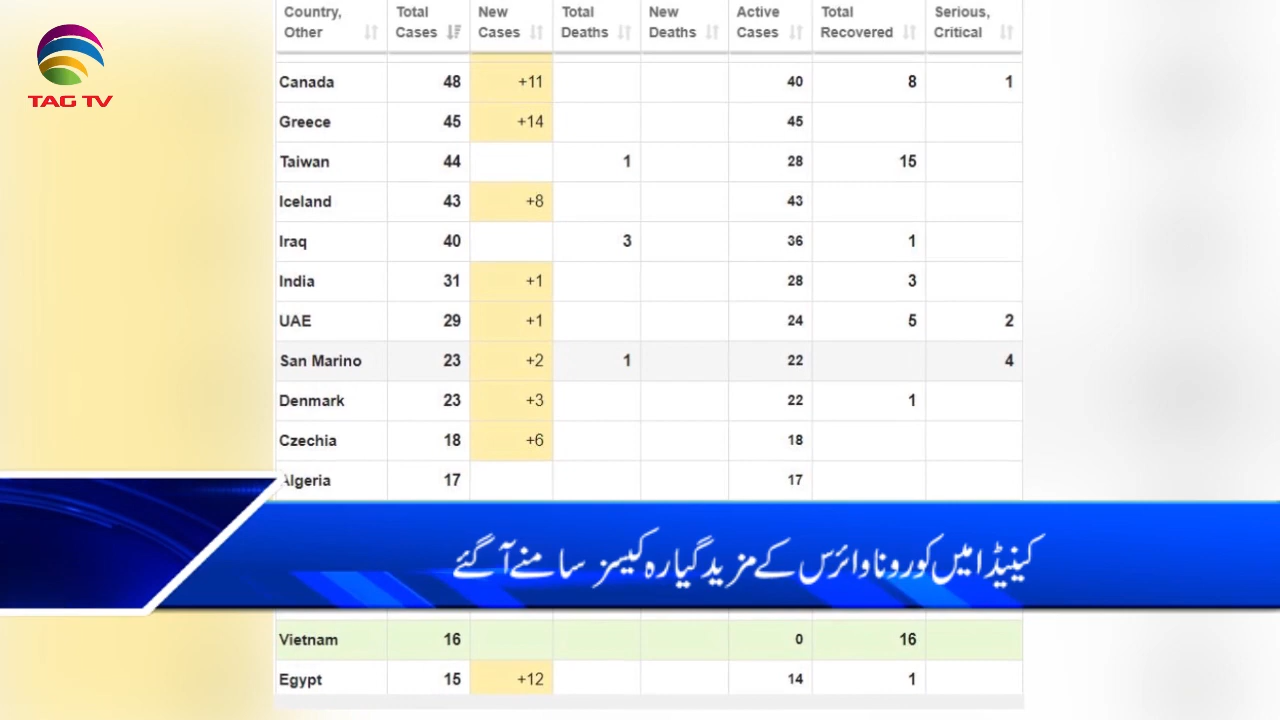 TAG TV
Country, Other Total Cases New Cases Total Deaths New Deaths Active Cases Total Recovered Serious, Critical
Canada 48 +11 40 8 1
Greece 45 +14 45
Taiwan 44 1 28 15
Iceland 43 +8 43
Iraq 40 3 36 1
India 31 +1 28 3
UAE 29 +1 24 5 2
San Marino 23 +2 1 22 4
Denmark 23 +3 22 1
Czechia 18 +6 18
Algeria 17 17
کینیڈا میں کورونا وائرس کے مزید گیارہ کیسز سامنے آگئے
Vietnam 16 0 16
Egypt 15 +12 14 1